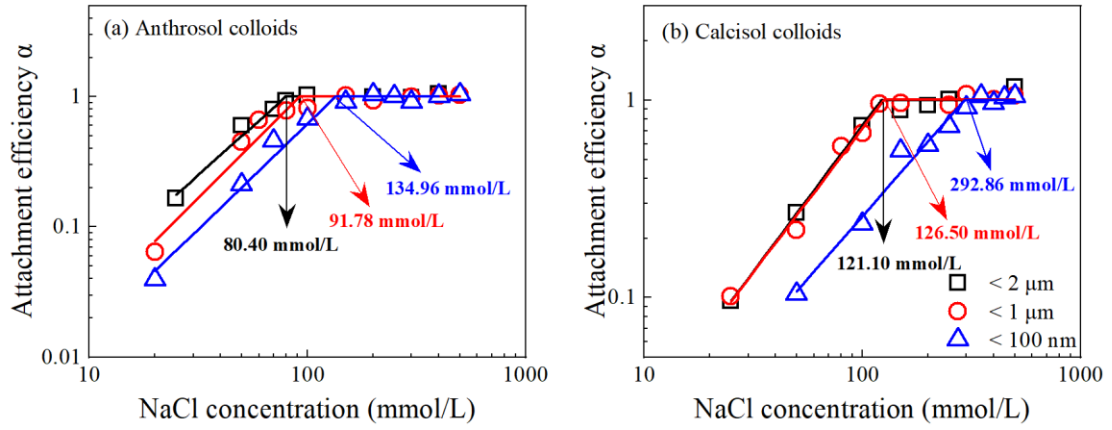 (a) Anthrosol colloids
Attachment efficiency α
1
0.1
0.01
134.96 mmol/L
91.78 mmol/L
80.40 mmol/L
10
100
1000
NaCl concentration (mmol/L)
(b) Calcisol colloids
Attachment efficiency α
1
0.1
292.86 mmol/L
126.50 mmol/L
121.10 mmol/L
< 2 μm
< 1 μm
< 100 nm
10
100
1000
NaCl concentration (mmol/L)